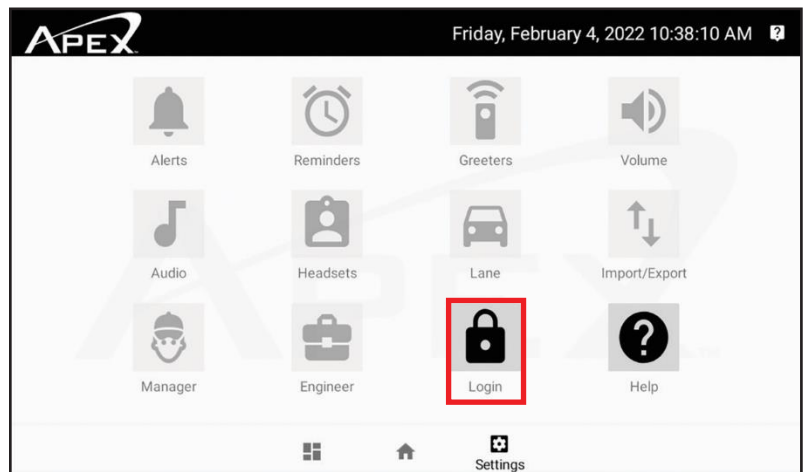 APEX
Friday, February 4, 2022 10:38:10 AM
Alerts Reminders Greeters Volume
Audio Headsets Lane Import/Export
APEX
Manager Engineer Login Help
Settings